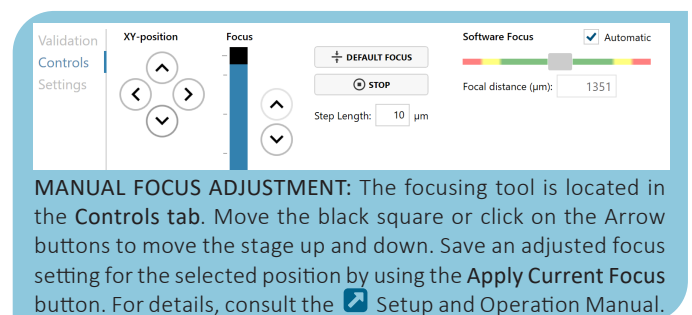 Validation
Controls
Settings
XY-position
Focus
DEFAULT FOCUS
STOP
Step Length: 10 µm
Software Focus
Automatic
Focal distance (µm): 1351
MANUAL FOCUS ADJUSTMENT: The focusing tool is located in
the Controls tab. Move the black square or click on the Arrow
buttons to move the stage up and down. Save an adjusted focus
setting for the selected position by using the Apply Current Focus
button. For details, consult the Setup and Operation Manual.